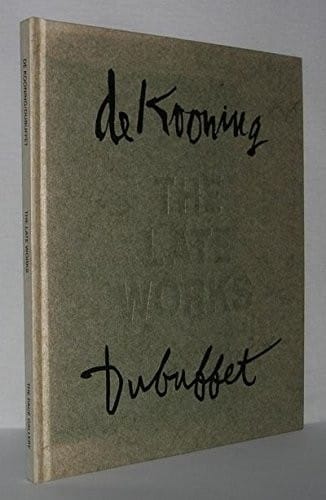 DE KOONING/DUBUFFET
THE LATE WORKS
THE PACE GALLERY
de Kooning
THE
LATE
WORKS
Dubuffet